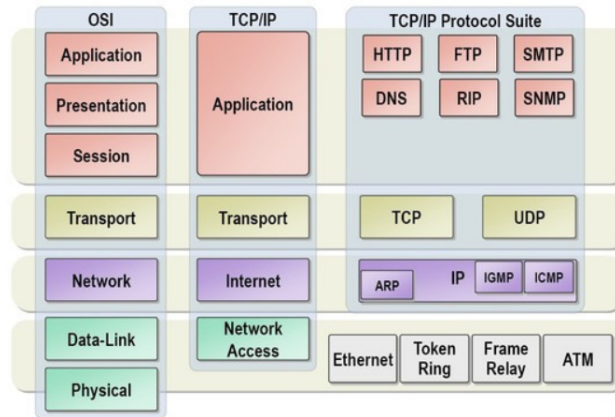 OSI
TCP/IP
TCP/IP Protocol Suite
Application
Presentation
Session
Transport
Network
Data-Link
Physical
Application
Transport
Internet
Network
Access
HTTP
FTP
SMTP
DNS
RIP
SNMP
TCP
UDP
ARP
IP
IGMP
ICMP
Ethernet
Token
Ring
Frame
Relay
ATM